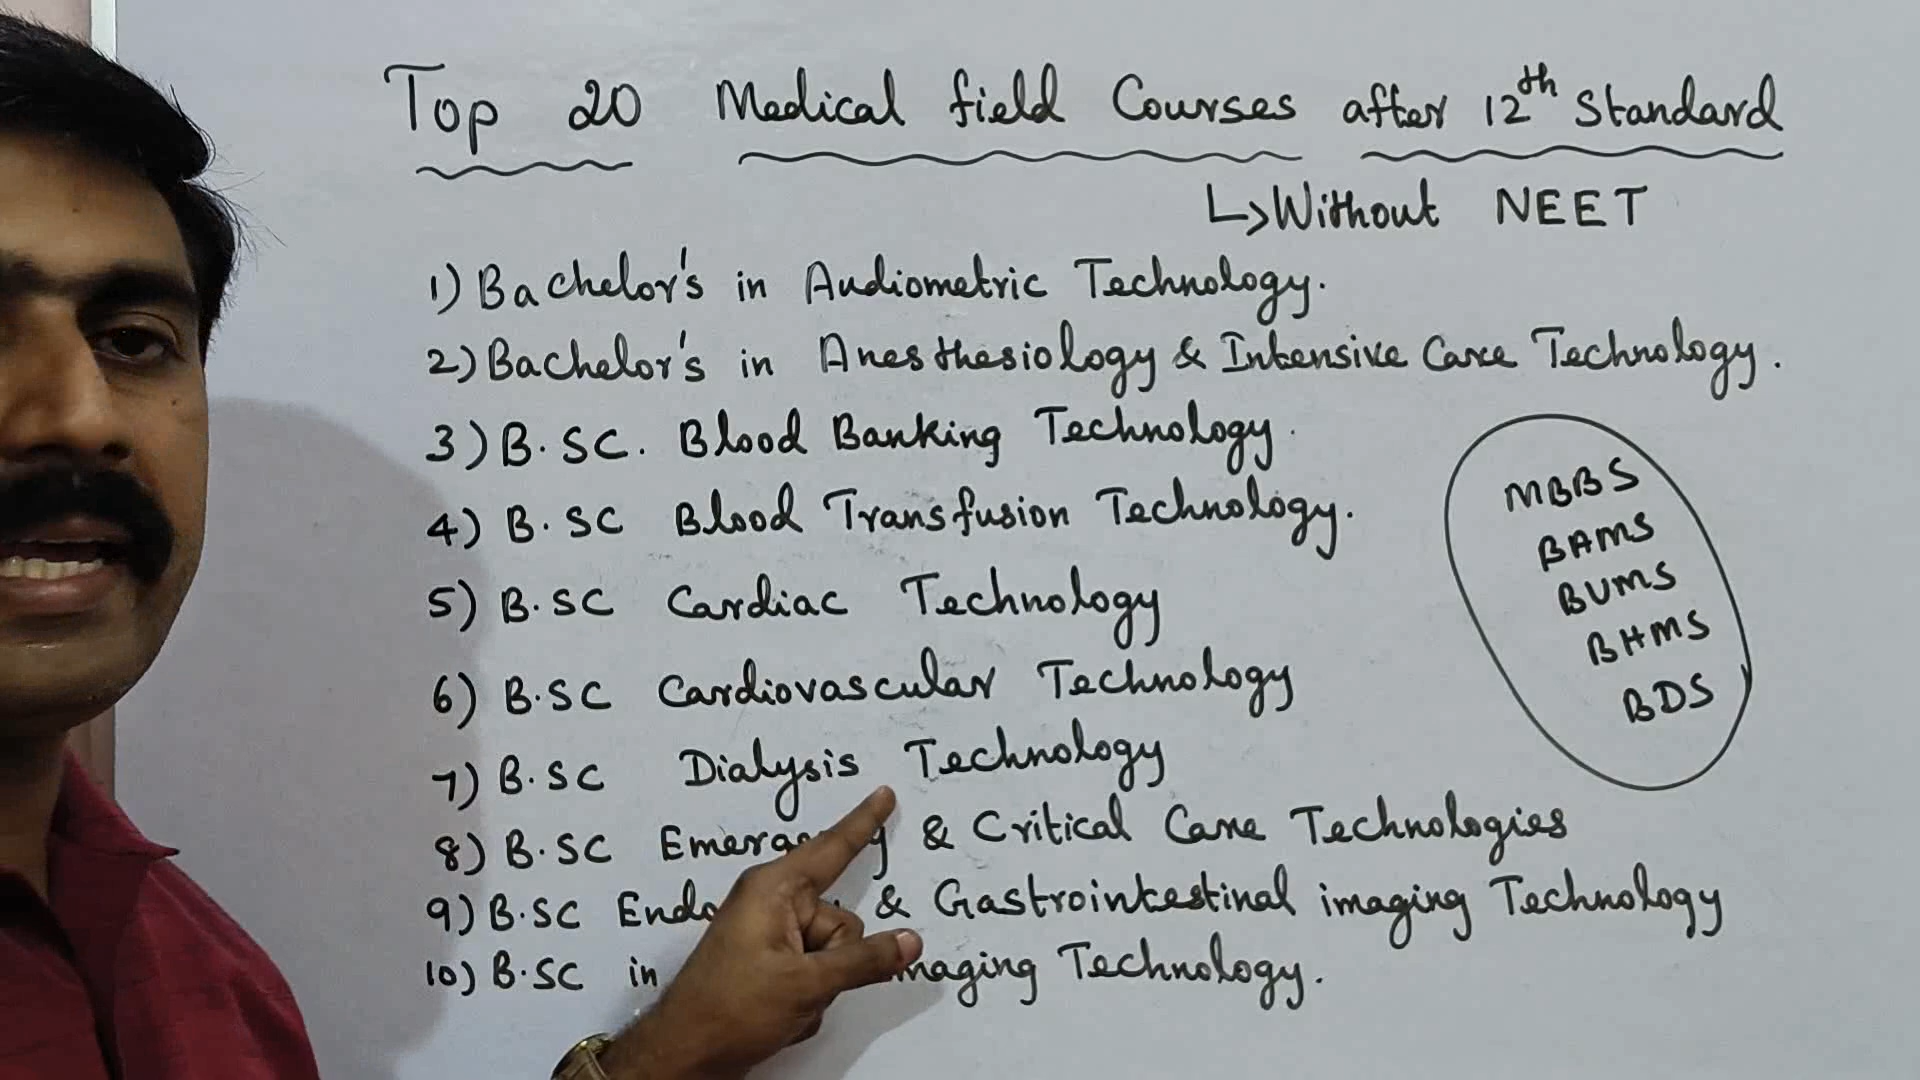 Top 20 Medical field Courses after 12th Standard
↳Without NEET
1) Bachelor's in Audiometric Technology.
2) Bachelor's in Anesthesiology & Intensive Care Technology.
3) B.SC. Blood Banking Technology.
4) B.SC Blood Transfusion Technology.
5) B.SC Cardiac Technology
6) B.SC Cardiovascular Technology
7) B.SC Dialysis Technology
8) B.SC & Critical Care Technologies
9) B.SC & Gastrointestinal imaging Technology
10) B.SC in Technology.
MBBS
BAMS
BUMS
BHMS
BDS